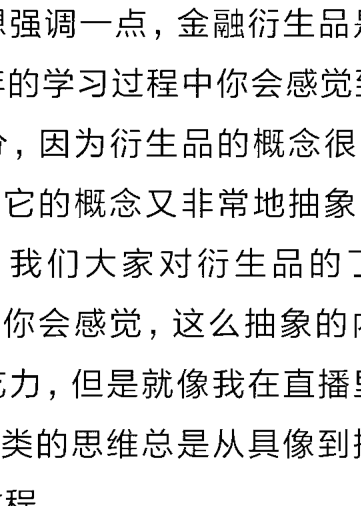 强调一点，金融衍生品
的学习过程中你会感觉
，因为衍生品的概念很
它的概念又非常地抽象
我们大家对衍生品的
你会感觉，这么抽象的
力，但是就像我在直播
类的思维总是从具像到
程